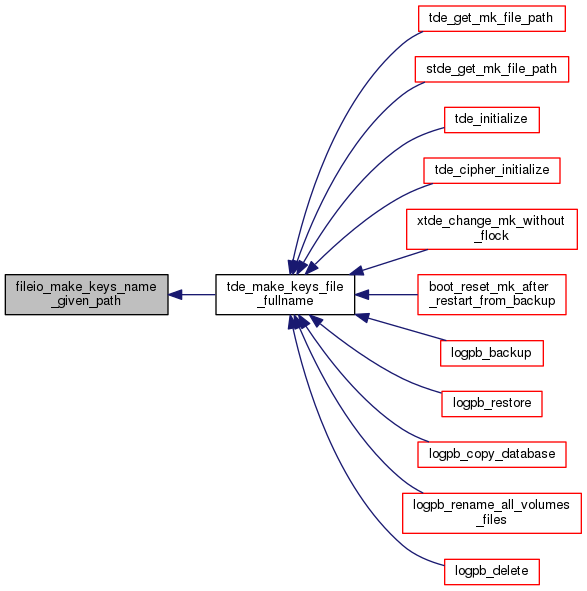 tde_get_mk_file_path
stde_get_mk_file_path
tde_initialize
tde_cipher_initialize
xtde_change_mk_without
_flock
fileio_make_keys_name
_given_path
tde_make_keys_file
_fullname
boot_reset_mk_after
_restart_from_backup
logpb_backup
logpb_restore
logpb_copy_database
logpb_rename_all_volumes
_files
logpb_delete